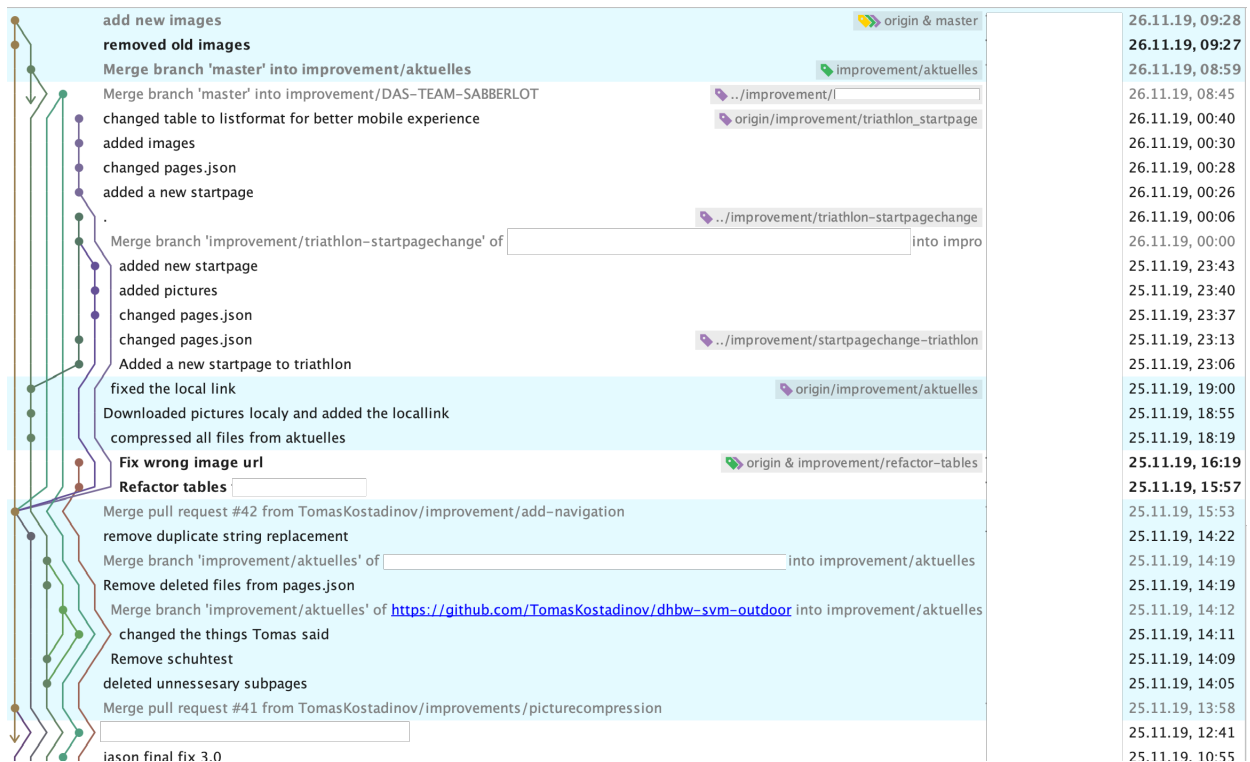 add new images origin & master 26.11.19, 09:28
removed old images 26.11.19, 09:27
Merge branch 'master' into improvement/aktuelles improvement/aktuelles 26.11.19, 08:59
Merge branch 'master' into improvement/DAS-TEAM-SABBERLOT ../improvement/ 26.11.19, 08:45
changed table to listformat for better mobile experience origin/improvement/triathlon_startpage 26.11.19, 00:40
added images 26.11.19, 00:30
changed pages.json 26.11.19, 00:28
added a new startpage 26.11.19, 00:26
. ../improvement/triathlon-startpagechange 26.11.19, 00:06
Merge branch 'improvement/triathlon-startpagechange' of into impro 26.11.19, 00:00
added new startpage 25.11.19, 23:43
added pictures 25.11.19, 23:40
changed pages.json 25.11.19, 23:37
changed pages.json ../improvement/startpagechange-triathlon 25.11.19, 23:13
Added a new startpage to triathlon 25.11.19, 23:06
fixed the local link origin/improvement/aktuelles 25.11.19, 19:00
Downloaded pictures localy and added the locallink 25.11.19, 18:55
compressed all files from aktuelles 25.11.19, 18:19
Fix wrong image url origin & improvement/refactor-tables 25.11.19, 16:19
Refactor tables 25.11.19, 15:57
Merge pull request #42 from TomasKostadinov/improvement/add-navigation 25.11.19, 15:53
remove duplicate string replacement 25.11.19, 14:22
Merge branch 'improvement/aktuelles' of into improvement/aktuelles 25.11.19, 14:19
Remove deleted files from pages.json 25.11.19, 14:19
Merge branch 'improvement/aktuelles' of https://github.com/TomasKostadinov/dhbw-svm-outdoor into improvement/aktuelles 25.11.19, 14:12
changed the things Tomas said 25.11.19, 14:11
Remove schuhtest 25.11.19, 14:09
deleted unnessesary subpages 25.11.19, 14:05
Merge pull request #41 from TomasKostadinov/improvements/picturecompression 25.11.19, 13:58
25.11.19, 12:41
jason final fix 3.0 25.11.19, 10:55